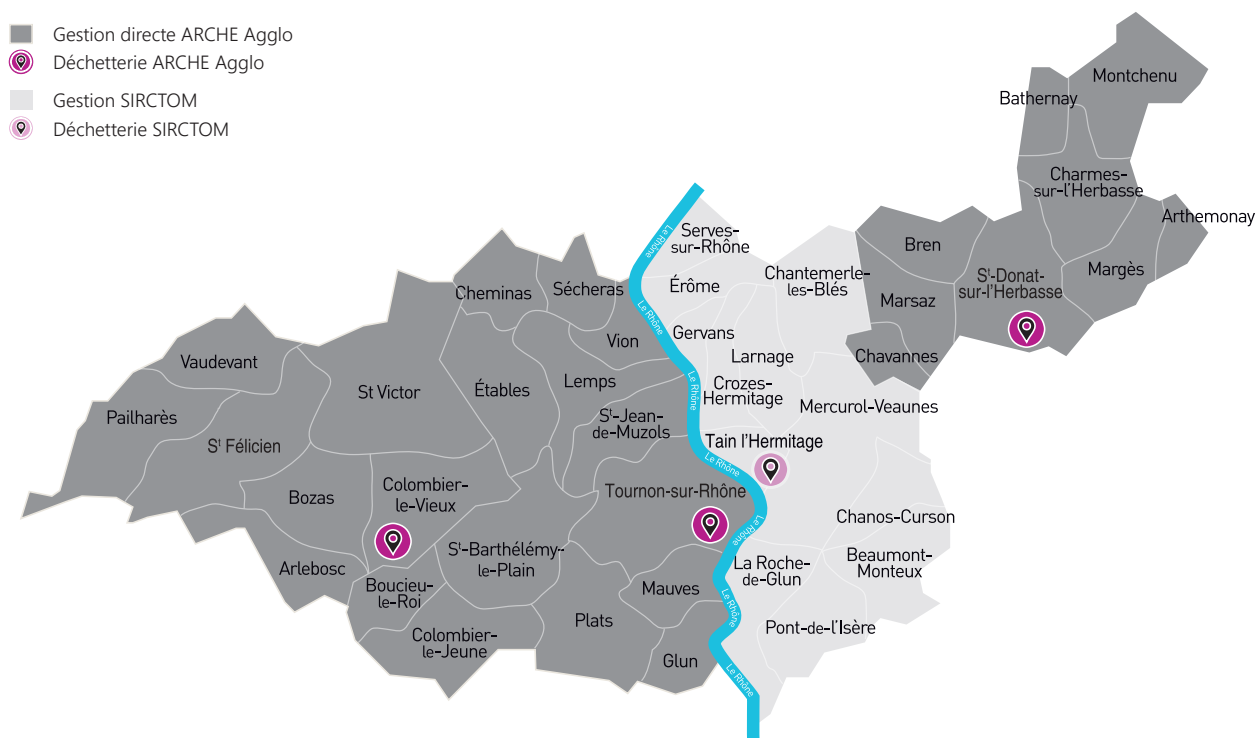 Gestion directe ARCHE Agglo
Déchetterie ARCHE Agglo
Gestion SIRCTOM
Déchetterie SIRCTOM
Montchenu
Bathernay
Charmes-
sur-l'Herbasse
Arthemonay
Margès
Bren
St-Donat-
sur-l'Herbasse
Marsaz
Chavannes
Serves-
sur-Rhône
Chantemerle-
les-Blés
Érôme
Gervans
Larnage
Crozes-
Hermitage
Mercurol-Veaunes
Tain l'Hermitage
Chanos-Curson
Beaumont-
Monteux
La Roche-
de-Glun
Pont-de-l'Isère
Le Rhône
Le Rhône
Le Rhône
Le Rhône
Le Rhône
Le Rhône
Le Rhône
Cheminas
Sécheras
Vion
Vaudevant
St Victor
Étables
Lemps
Pailharès
St Félicien
St-Jean-
de-Muzols
Bozas
Colombier-
le-Vieux
Tournon-sur-Rhône
Arlebosc
St-Barthélémy-
le-Plain
Boucieu-
le-Roi
Mauves
Plats
Colombier-
le-Jeune
Glun